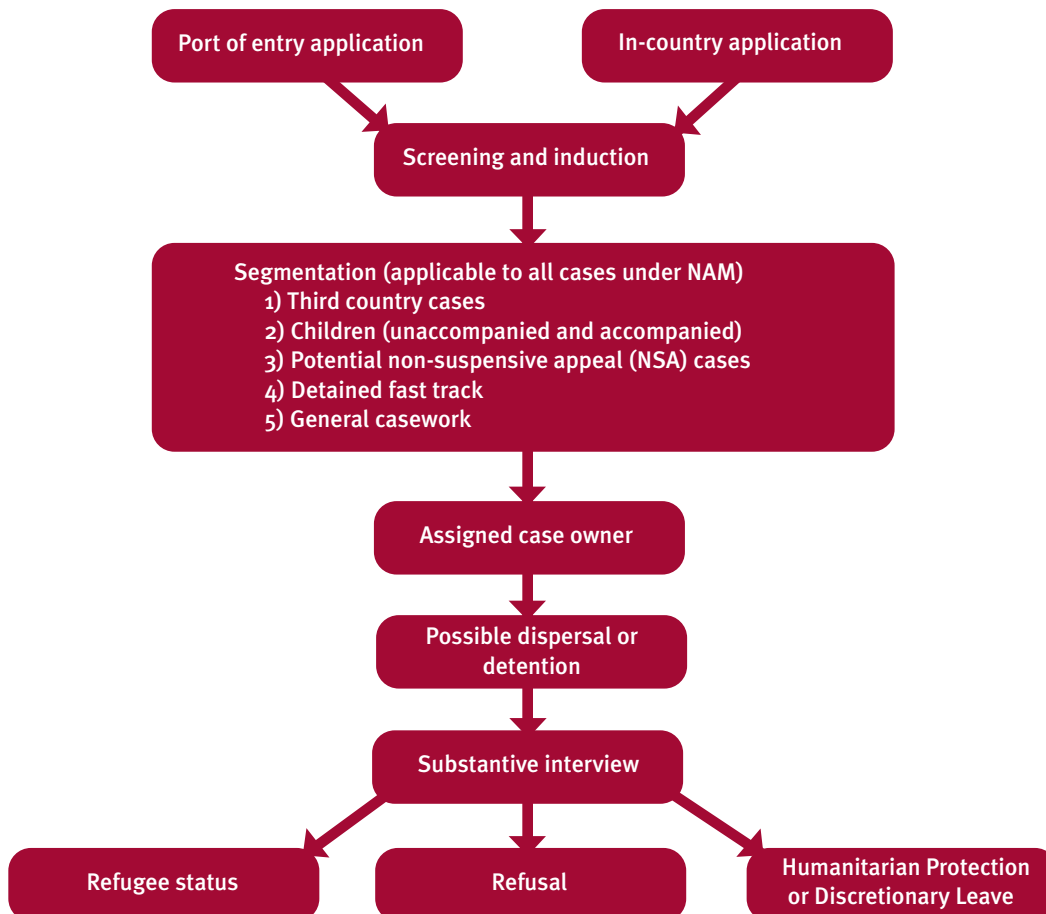 Port of entry application
In-country application
Screening and induction
Segmentation (applicable to all cases under NAM)
1) Third country cases
2) Children (unaccompanied and accompanied)
3) Potential non-suspensive appeal (NSA) cases
4) Detained fast track
5) General casework
Assigned case owner
Possible dispersal or
detention
Substantive interview
Refugee status
Refusal
Humanitarian Protection
or Discretionary Leave